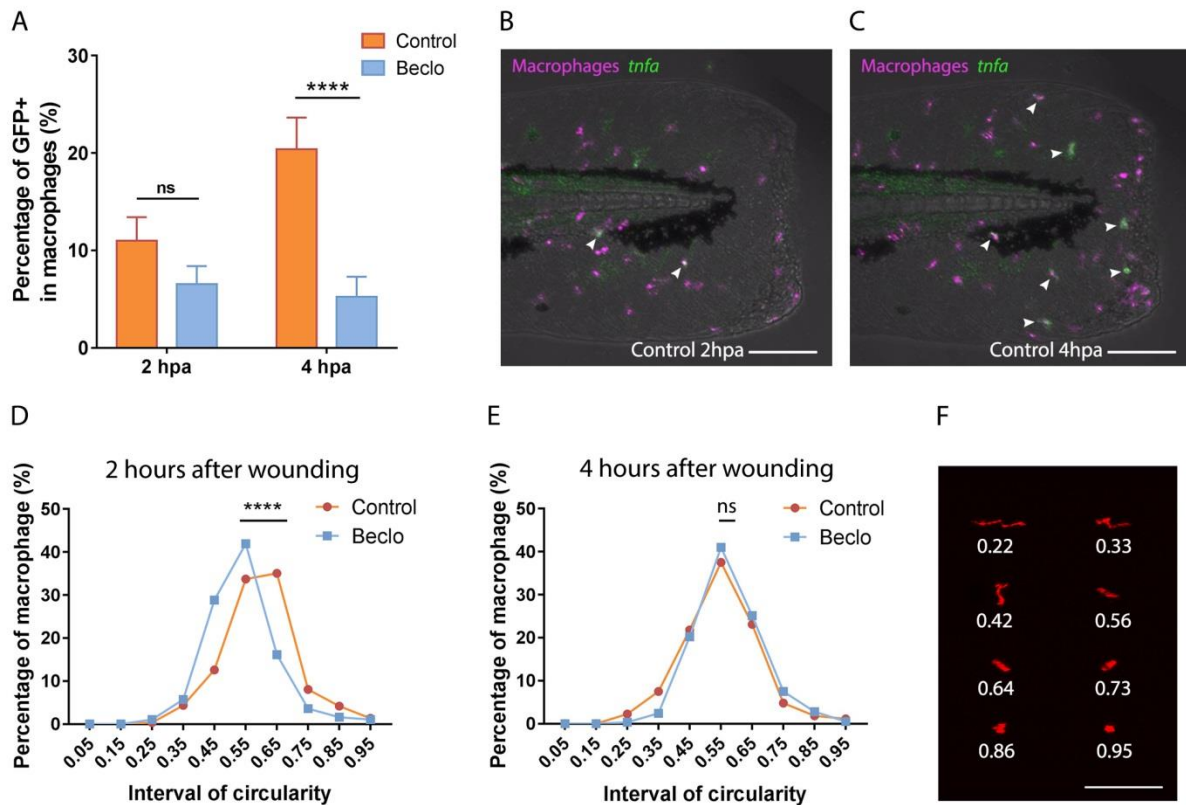 A
Control
Beclo
Percentage of GFP+
in macrophages (%)
30
20
10
0
ns
****
2 hpa
4 hpa
B
Macrophages tnfa
Control 2hpa
C
Macrophages tnfa
Control 4hpa
D
2 hours after wounding
Percentage of macrophage (%)
50
40
30
20
10
0
****
Control
Beclo
0.05 0.15 0.25 0.35 0.45 0.55 0.65 0.75 0.85 0.95
Interval of circularity
E
4 hours after wounding
Percentage of macrophage (%)
50
40
30
20
10
0
ns
Control
Beclo
0.05 0.15 0.25 0.35 0.45 0.55 0.65 0.75 0.85 0.95
Interval of circularity
F
0.22 0.33
0.42 0.56
0.64 0.73
0.86 0.95